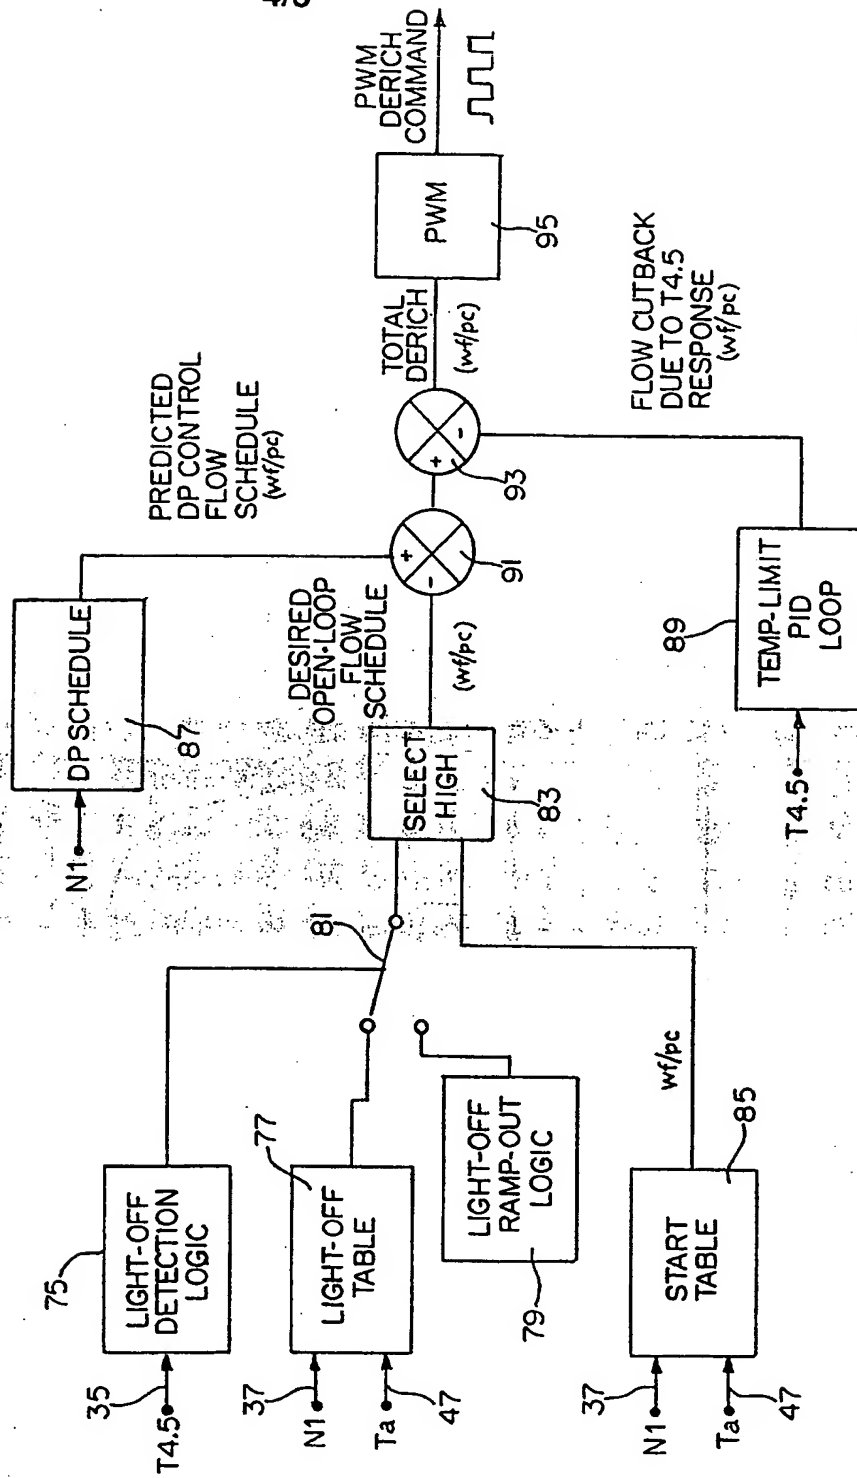 4/8
T4.5
35
75
LIGHT-OFF
DETECTION
LOGIC
N1
37
Ta
47
77
LIGHT-OFF
TABLE
LIGHT-OFF
RAMP-OUT
LOGIC
79
N1
37
Ta
47
START
TABLE
85
wf/pc
81
SELECT
HIGH
83
N1
DP SCHEDULE
87
DESIRED
OPEN-LOOP
FLOW
SCHEDULE
(wf/pc)
PREDICTED
DP CONTROL
FLOW
SCHEDULE
(wf/pc)
+
-
91
+
-
93
T4.5
TEMP-LIMIT
PID
LOOP
89
FLOW CUTBACK
DUE TO T4.5
RESPONSE
(wf/pc)
TOTAL
DERICH
(wf/pc)
PWM
95
PWM
DERICH
COMMAND